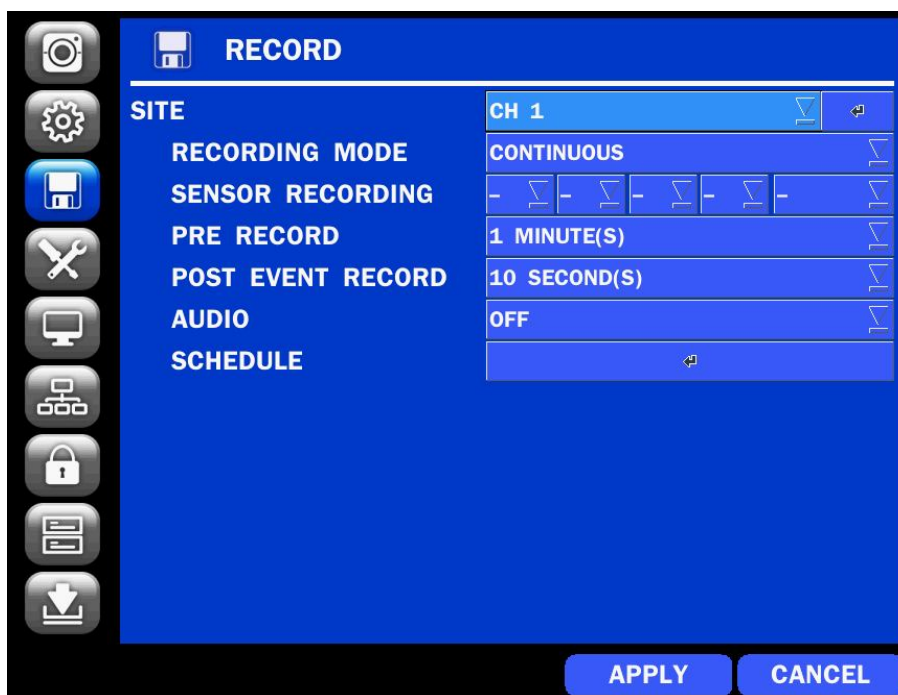 RECORD
SITE CH 1
RECORDING MODE CONTINUOUS
SENSOR RECORDING - - - - -
PRE RECORD 1 MINUTE(S)
POST EVENT RECORD 10 SECOND(S)
AUDIO OFF
SCHEDULE
APPLY CANCEL